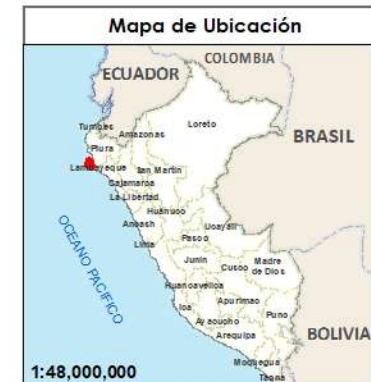 Mapa de Ubicación
COLOMBIA
ECUADOR
Loreto
Tumbes
Amazonas
BRASIL
Piura
Lambayeque
San Martin
Cajamarca
La Libertad
Huánuco
Ancash
Ucayali
Pasco
Lima
OCEANO PACIFICO
Junin
Cusco
Madre
de Dios
Huancavelica
Apurimac
Ica
Puno
Ayacucho
Arequipa
BOLIVIA
Moquegua
Tacna
1:48,000,000